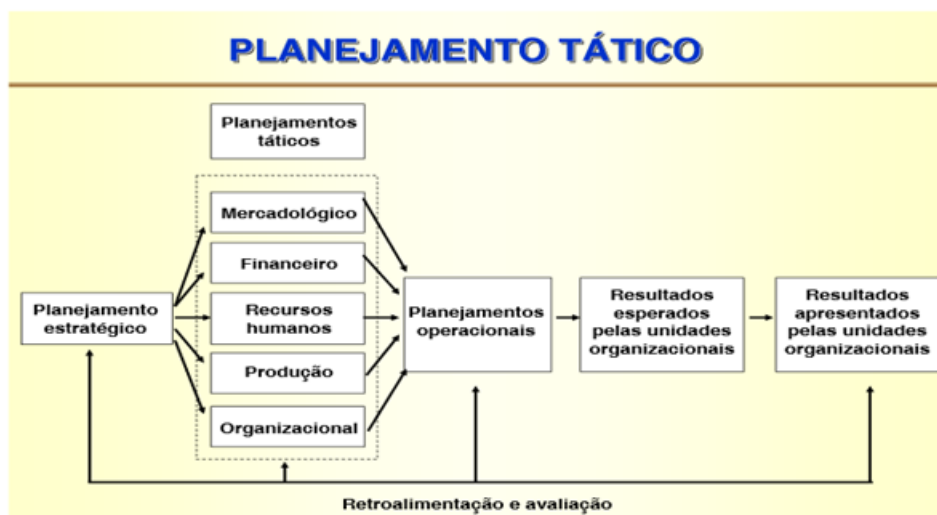 PLANEJAMENTO TÁTICO
Planejamentos
táticos
Mercadológico
Financeiro
Recursos
humanos
Produção
Organizacional
Planejamento
estratégico
Planejamentos
operacionais
Resultados
esperados
pelas unidades
organizacionais
Resultados
apresentados
pelas unidades
organizacionais
Retroalimentação e avaliação